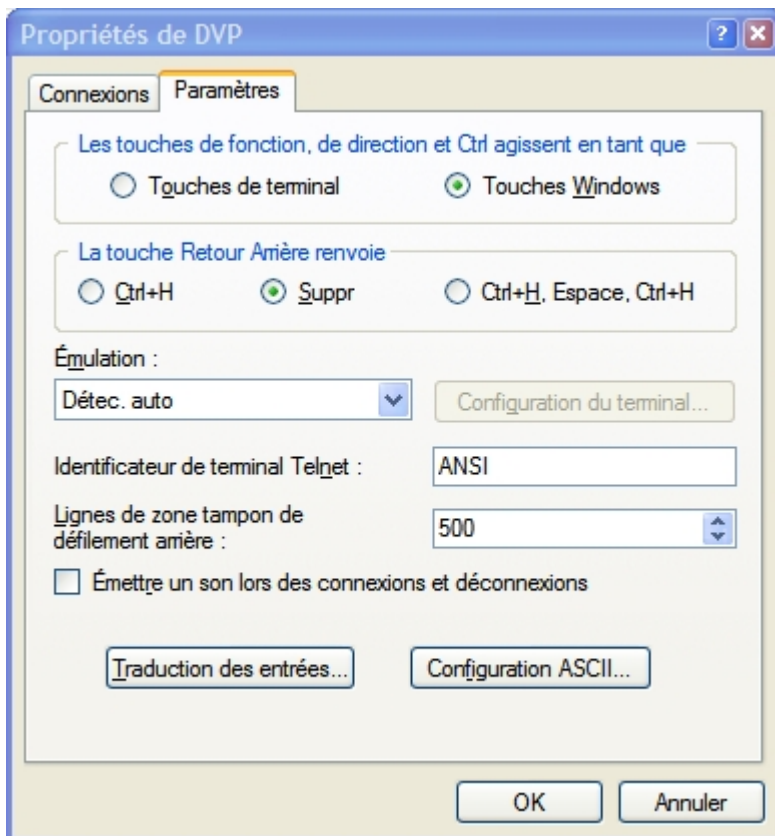 Propriétés de DVP
Connexions
Paramètres
Les touches de fonction, de direction et Ctrl agissent en tant que
Touches de terminal
Touches Windows
La touche Retour Arrière renvoie
Ctrl+H
Suppr
Ctrl+H, Espace, Ctrl+H
Émulation :
Détec. auto
Configuration du terminal...
Identificateur de terminal Telnet :
ANSI
Lignes de zone tampon de
défilement arrière :
500
Émettre un son lors des connexions et déconnexions
Traduction des entrées...
Configuration ASCII...
OK
Annuler